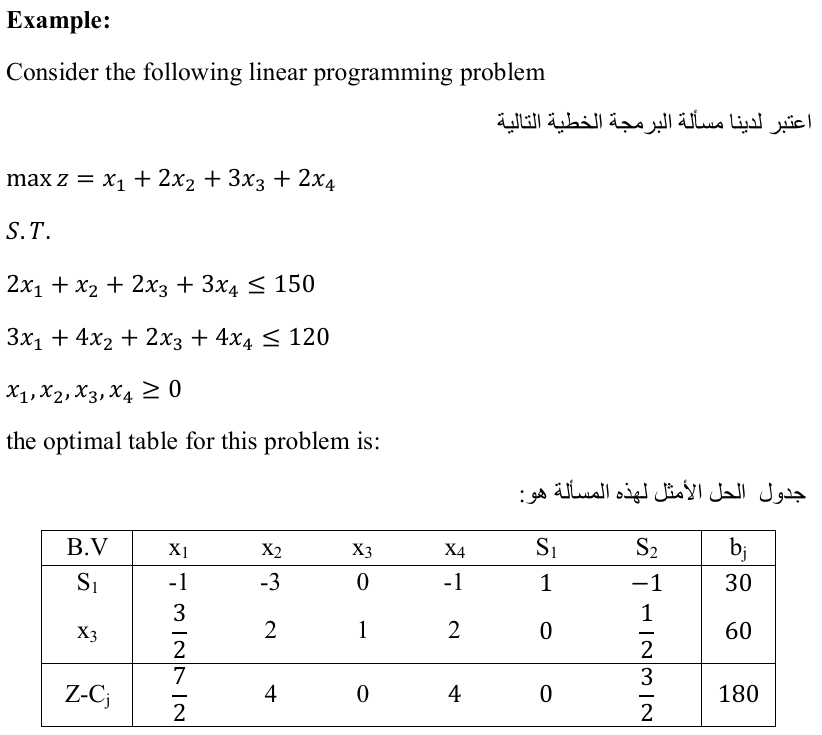 Example:
Consider the following linear programming problem
اعتبر لدينا مسألة البرمجة الخطية التالية
max z = x₁ + 2x₂ + 3x₃ + 2x₄
S.T.
2x₁ + x₂ + 2x₃ + 3x₄ ≤ 150
3x₁ + 4x₂ + 2x₃ + 4x₄ ≤ 120
x₁, x₂, x₃, x₄ ≥ 0
the optimal table for this problem is:
جدول الحل الأمثل لهذه المسألة هو:
B.V x₁ x₂ x₃ x₄ S₁ S₂ bⱼ
S₁ -1 -3 0 -1 1 −1 30
x₃ 3/2 2 1 2 0 1/2 60
Z-Cⱼ 7/2 4 0 4 0 3/2 180